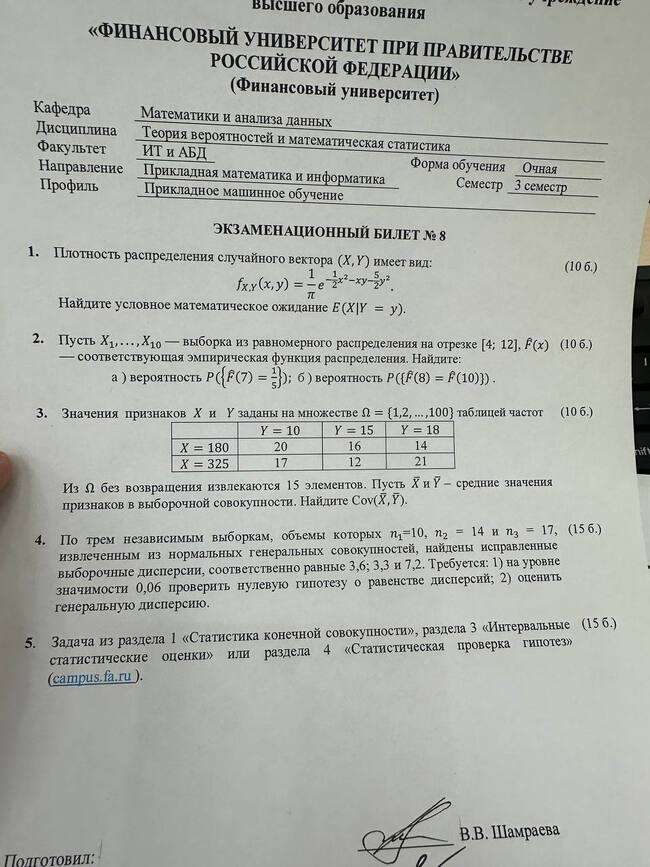 учреждение
высшего образования
«ФИНАНСОВЫЙ УНИВЕРСИТЕТ ПРИ ПРАВИТЕЛЬСТВЕ
РОССИЙСКОЙ ФЕДЕРАЦИИ»
(Финансовый университет)
Кафедра Математики и анализа данных
Дисциплина Теория вероятностей и математическая статистика
Факультет ИТ и АБД Форма обучения Очная
Направление Прикладная математика и информатика Семестр 3 семестр
Профиль Прикладное машинное обучение
ЭКЗАМЕНАЦИОННЫЙ БИЛЕТ № 8
1. Плотность распределения случайного вектора (X, Y) имеет вид: (10 б.)
f_{X,Y}(x, y) = \frac{1}{π} e^{-\frac{1}{2}x^2-xy-\frac{5}{2}y^2}.
Найдите условное математическое ожидание E(X|Y = y).
2. Пусть X₁, . . . , X₁₀ — выборка из равномерного распределения на отрезке [4; 12], F̂(x) (10 б.)
— соответствующая эмпирическая функция распределения. Найдите:
а ) вероятность P({F̂(7) = 1/5}); б ) вероятность P({F̂(8) = F̂(10)}) .
3. Значения признаков X и Y заданы на множестве Ω = {1,2, ... ,100} таблицей частот (10 б.)
Y = 10 Y = 15 Y = 18
X = 180 20 16 14
X = 325 17 12 21
Из Ω без возвращения извлекаются 15 элементов. Пусть X̄ и Ȳ – средние значения
признаков в выборочной совокупности. Найдите Cov(X̄, Ȳ).
4. По трем независимым выборкам, объемы которых n₁=10, n₂ = 14 и n₃ = 17, (15 б.)
извлеченным из нормальных генеральных совокупностей, найдены исправленные
выборочные дисперсии, соответственно равные 3,6; 3,3 и 7,2. Требуется: 1) на уровне
значимости 0,06 проверить нулевую гипотезу о равенстве дисперсий; 2) оценить
генеральную дисперсию.
5. Задача из раздела 1 «Статистика конечной совокупности», раздела 3 «Интервальные (15 б.)
статистические оценки» или раздела 4 «Статистическая проверка гипотез»
(campus.fa.ru ).
В.В. Шамраева
Подготовил: